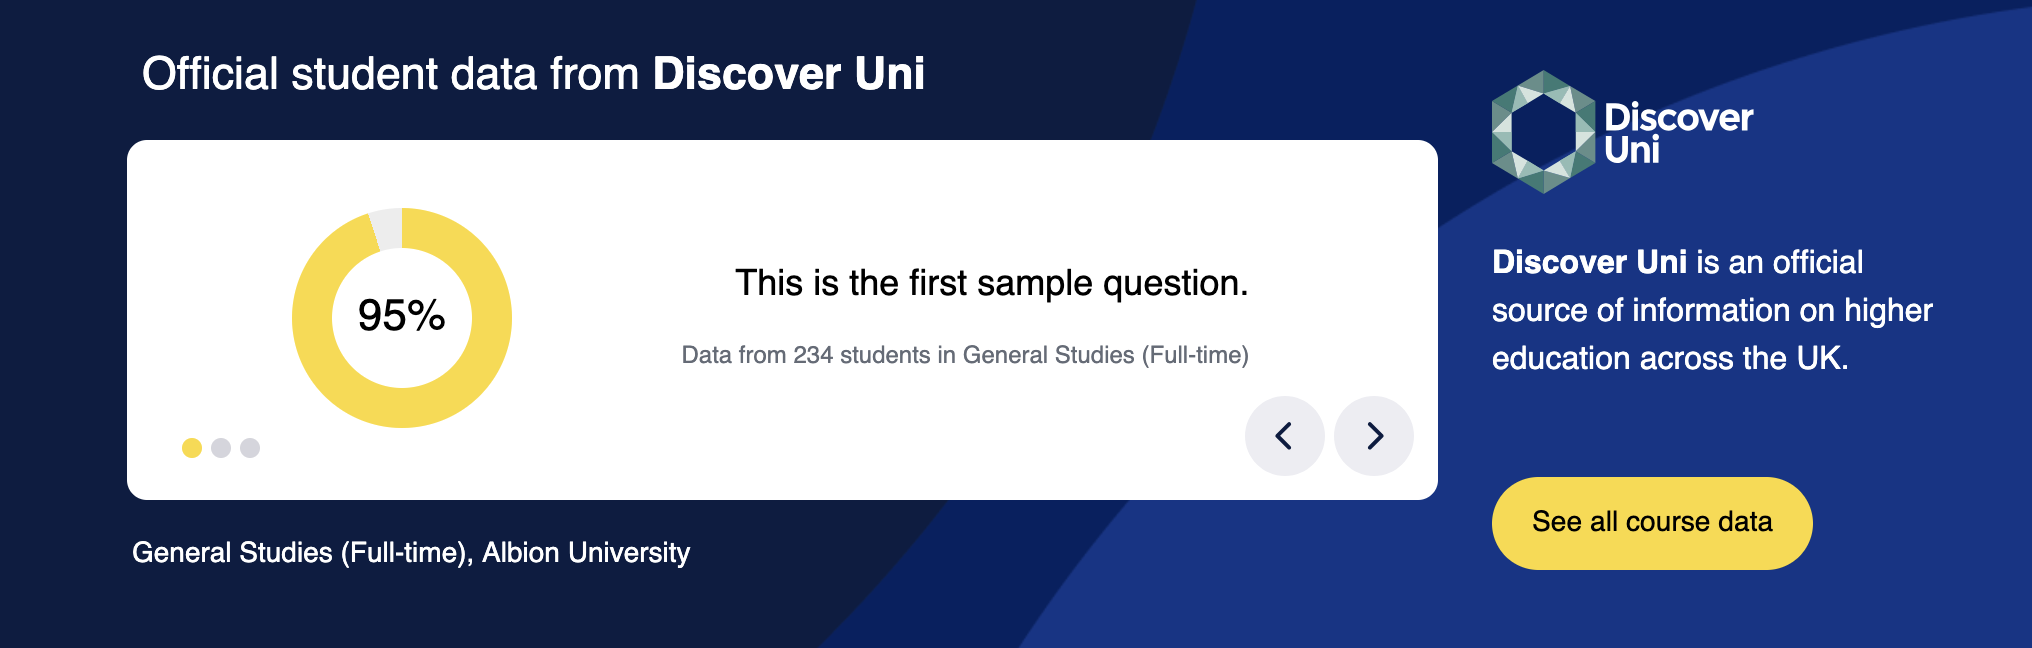 Official student data from Discover Uni
95%
This is the first sample question.
Data from 234 students in General Studies (Full-time)
General Studies (Full-time), Albion University
Discover
Uni
Discover Uni is an official
source of information on higher
education across the UK.
See all course data